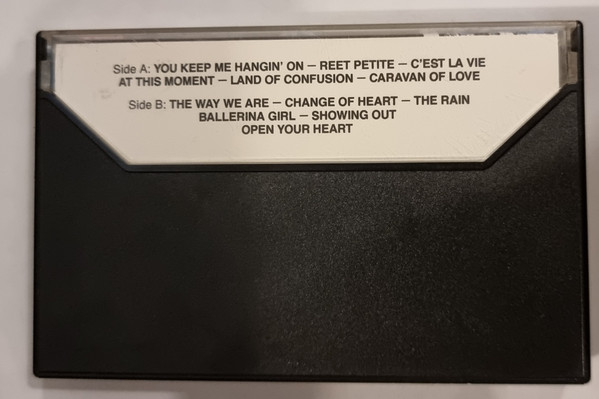 Side A: YOU KEEP ME HANGIN' ON – REET PETITE – C'EST LA VIE
AT THIS MOMENT – LAND OF CONFUSION – CARAVAN OF LOVE
Side B: THE WAY WE ARE – CHANGE OF HEART – THE RAIN
BALLERINA GIRL – SHOWING OUT
OPEN YOUR HEART